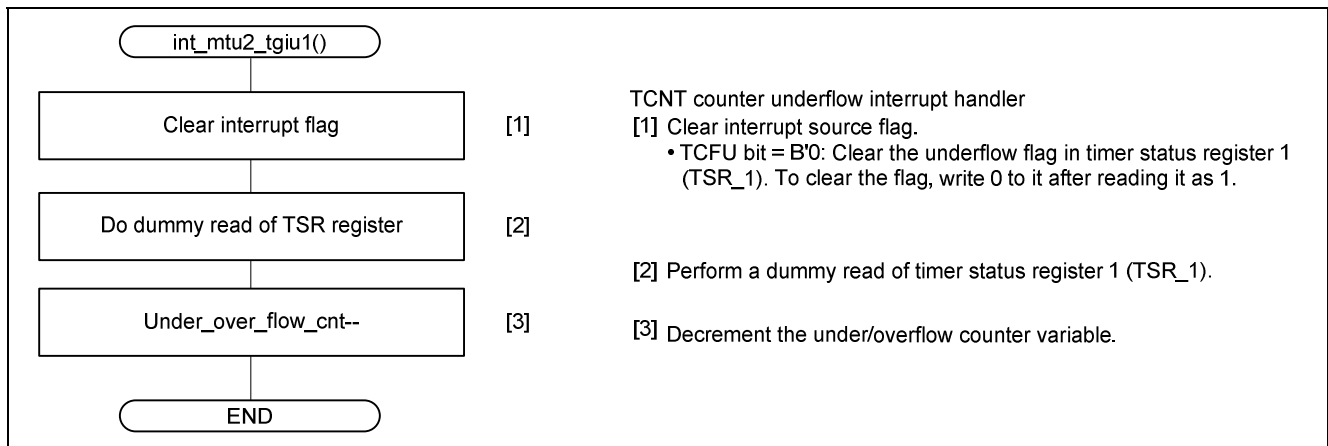 int_mtu2_tgiu1()
Clear interrupt flag
[1]
Do dummy read of TSR register
[2]
Under_over_flow_cnt--
[3]
END
TCNT counter underflow interrupt handler
[1] Clear interrupt source flag.
• TCFU bit = B'0: Clear the underflow flag in timer status register 1
(TSR_1). To clear the flag, write 0 to it after reading it as 1.
[2] Perform a dummy read of timer status register 1 (TSR_1).
[3] Decrement the under/overflow counter variable.